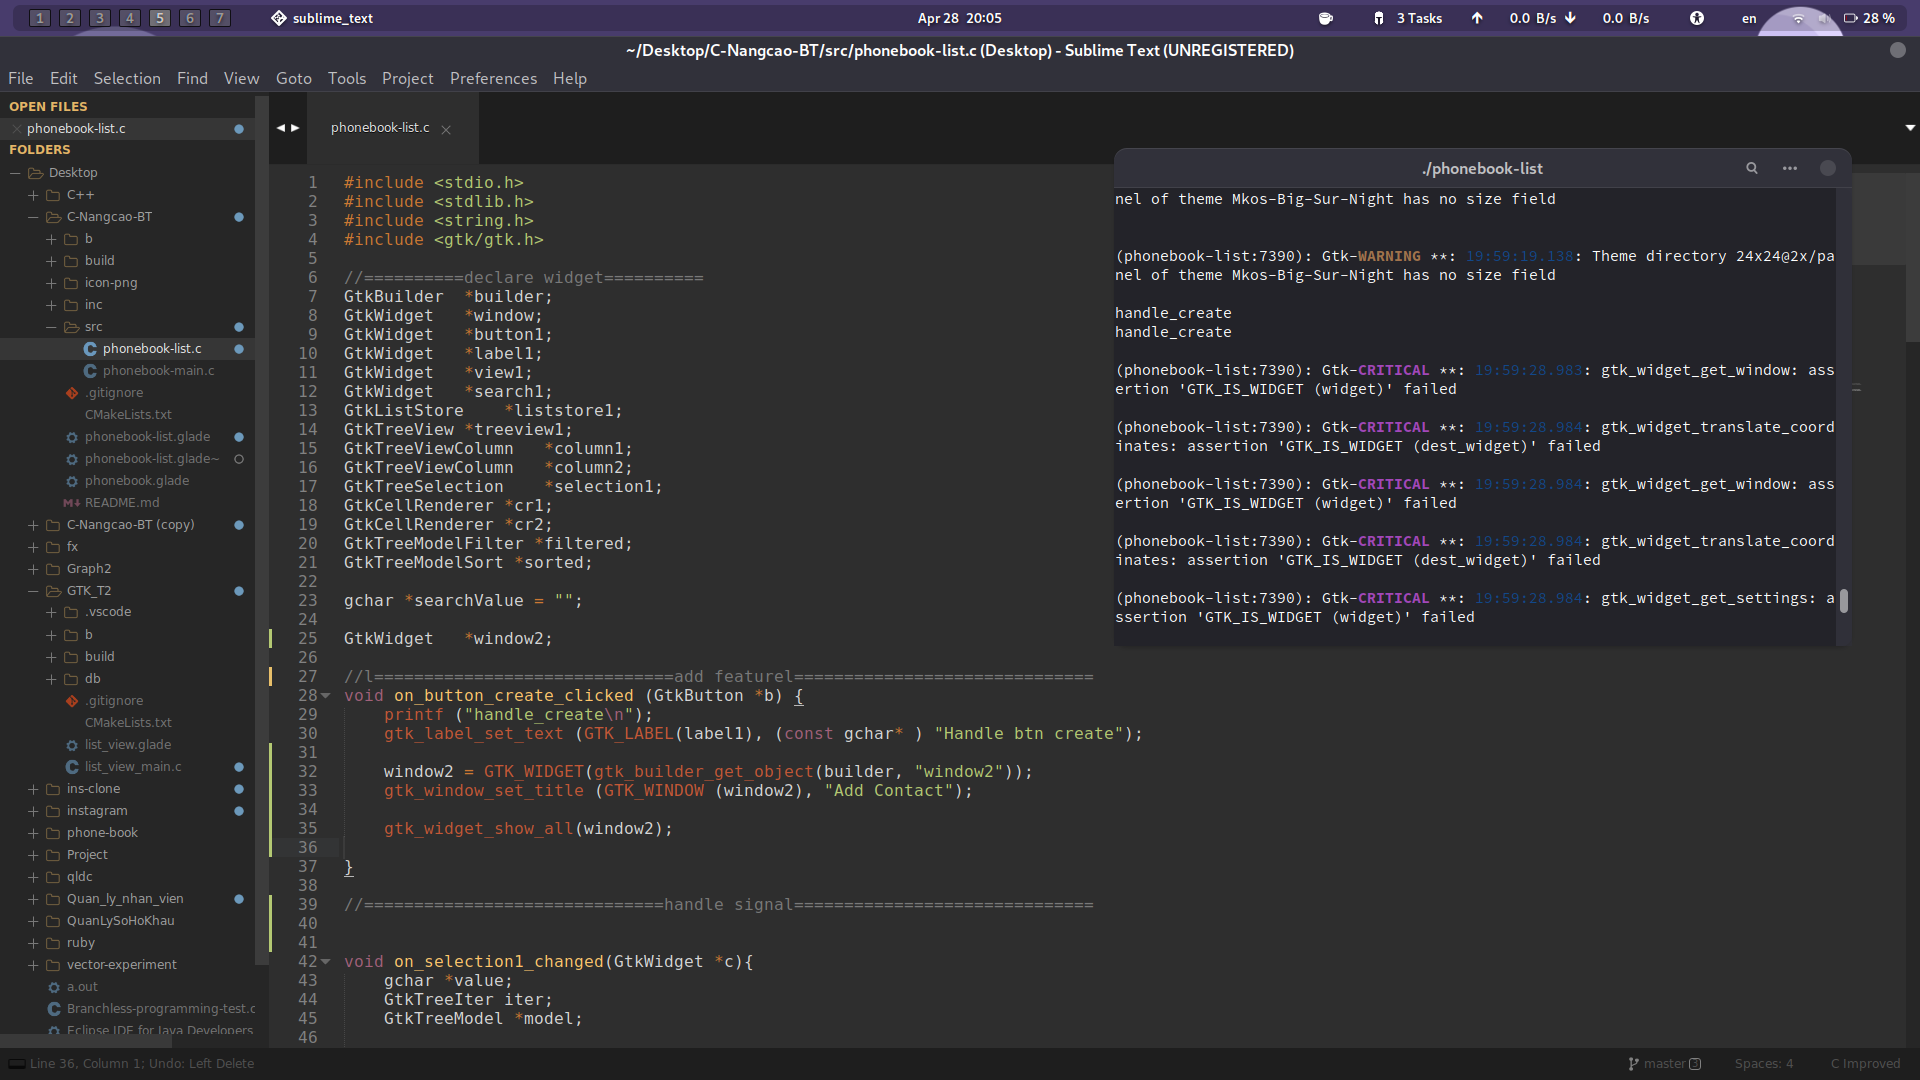 1 2 3 4 5 6 7 sublime_text Apr 28 20:05 3 Tasks 0.0 B/s 0.0 B/s en 28 %
~/Desktop/C-Nangcao-BT/src/phonebook-list.c (Desktop) - Sublime Text (UNREGISTERED)
File Edit Selection Find View Goto Tools Project Preferences Help
OPEN FILES
phonebook-list.c
FOLDERS
Desktop
C++
C-Nangcao-BT
b
build
icon-png
inc
src
phonebook-list.c
phonebook-main.c
.gitignore
CMakeLists.txt
phonebook-list.glade
phonebook-list.glade~
phonebook.glade
README.md
C-Nangcao-BT (copy)
fx
Graph2
GTK_T2
.vscode
b
build
db
.gitignore
CMakeLists.txt
list_view.glade
list_view_main.c
ins-clone
instagram
phone-book
Project
qldc
Quan_ly_nhan_vien
QuanLySoHoKhau
ruby
vector-experiment
a.out
Branchless-programming-test.c
Eclipse IDE for Java Developers
phonebook-list.c
1 #include <stdio.h>
2 #include <stdlib.h>
3 #include <string.h>
4 #include <gtk/gtk.h>
5
6 //==========declare widget==========
7 GtkBuilder *builder;
8 GtkWidget *window;
9 GtkWidget *button1;
10 GtkWidget *label1;
11 GtkWidget *view1;
12 GtkWidget *search1;
13 GtkListStore *liststore1;
14 GtkTreeView *treeview1;
15 GtkTreeViewColumn *column1;
16 GtkTreeViewColumn *column2;
17 GtkTreeSelection *selection1;
18 GtkCellRenderer *cr1;
19 GtkCellRenderer *cr2;
20 GtkTreeModelFilter *filtered;
21 GtkTreeModelSort *sorted;
22
23 gchar *searchValue = "";
24
25 GtkWidget *window2;
26
27 //l==============================add featurel==============================
28 void on_button_create_clicked (GtkButton *b) {
29 printf ("handle_create\n");
30 gtk_label_set_text (GTK_LABEL(label1), (const gchar* ) "Handle btn create");
31
32 window2 = GTK_WIDGET(gtk_builder_get_object(builder, "window2"));
33 gtk_window_set_title (GTK_WINDOW (window2), "Add Contact");
34
35 gtk_widget_show_all(window2);
36
37 }
38
39 //==============================handle signal==============================
40
41
42 void on_selection1_changed(GtkWidget *c){
43 gchar *value;
44 GtkTreeIter iter;
45 GtkTreeModel *model;
46
./phonebook-list
nel of theme Mkos-Big-Sur-Night has no size field
(phonebook-list:7390): Gtk-WARNING **: 19:59:19.138: Theme directory 24x24@2x/pa
nel of theme Mkos-Big-Sur-Night has no size field
handle_create
handle_create
(phonebook-list:7390): Gtk-CRITICAL **: 19:59:28.983: gtk_widget_get_window: ass
ertion 'GTK_IS_WIDGET (widget)' failed
(phonebook-list:7390): Gtk-CRITICAL **: 19:59:28.984: gtk_widget_translate_coord
inates: assertion 'GTK_IS_WIDGET (dest_widget)' failed
(phonebook-list:7390): Gtk-CRITICAL **: 19:59:28.984: gtk_widget_get_window: ass
ertion 'GTK_IS_WIDGET (widget)' failed
(phonebook-list:7390): Gtk-CRITICAL **: 19:59:28.984: gtk_widget_translate_coord
inates: assertion 'GTK_IS_WIDGET (dest_widget)' failed
(phonebook-list:7390): Gtk-CRITICAL **: 19:59:28.984: gtk_widget_get_settings: a
ssertion 'GTK_IS_WIDGET (widget)' failed
Line 36, Column 1; Undo: Left Delete master 3 Spaces: 4 C Improved